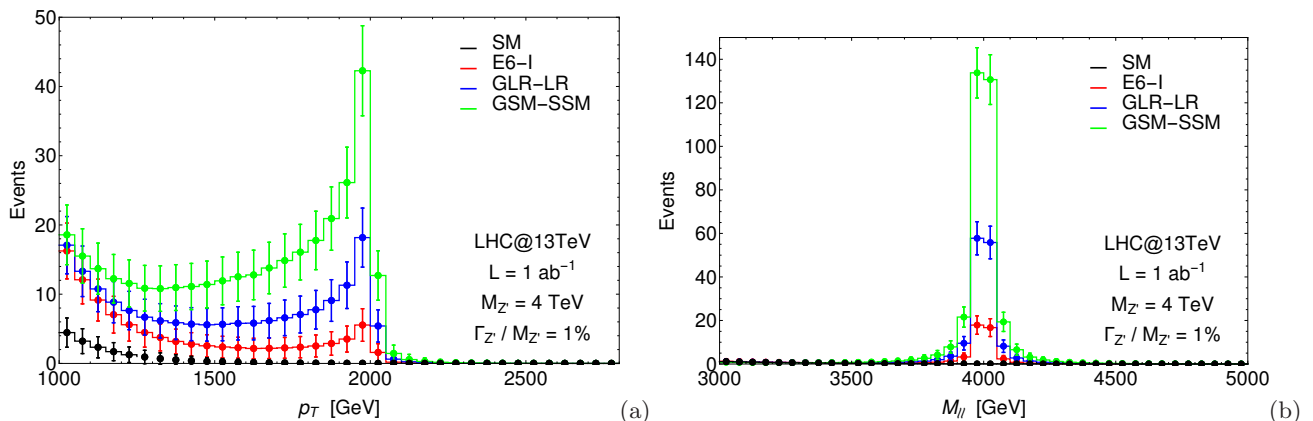 50
40
30
20
10
0
Events
SM
E6-I
GLR-LR
GSM-SSM
LHC@13TeV
L = 1 ab⁻¹
M_Z' = 4 TeV
Γ_Z' / M_Z' = 1%
1000 1500 2000 2500
p_T [GeV]
(a)
140
120
100
80
60
40
20
0
Events
SM
E6-I
GLR-LR
GSM-SSM
LHC@13TeV
L = 1 ab⁻¹
M_Z' = 4 TeV
Γ_Z' / M_Z' = 1%
3000 3500 4000 4500 5000
M_ll [GeV]
(b)